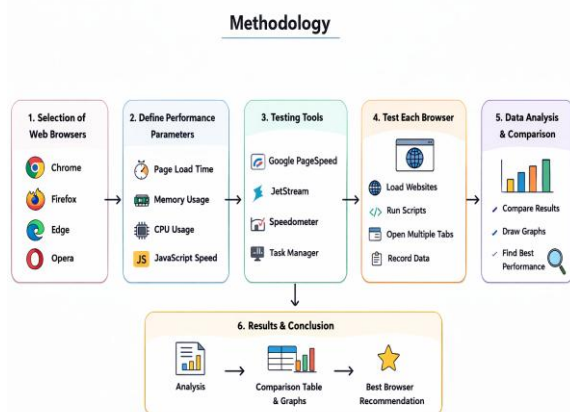 Methodology
1. Selection of
Web Browsers
Chrome
Firefox
Edge
Opera
2. Define Performance
Parameters
Page Load Time
Memory Usage
CPU Usage
JS
JavaScript Speed
3. Testing Tools
Google PageSpeed
JetStream
Speedometer
Task Manager
4. Test Each Browser
Load Websites
</> Run Scripts
Open Multiple Tabs
Record Data
5. Data Analysis
& Comparison
Compare Results
Draw Graphs
Find Best
Performance
6. Results & Conclusion
Analysis
Comparison Table
& Graphs
Best Browser
Recommendation